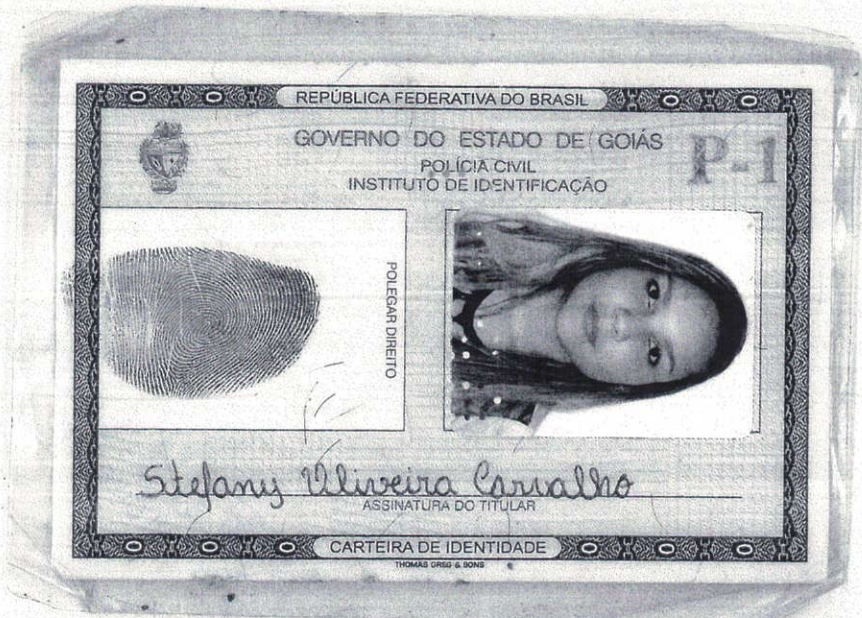 REPÚBLICA FEDERATIVA DO BRASIL
GOVERNO DO ESTADO DE GOIÁS
P-1
POLÍCIA CIVIL
INSTITUTO DE IDENTIFICAÇÃO
POLEGAR DIREITO
Stefany Oliveira Carvalho
ASSINATURA DO TITULAR
CARTEIRA DE IDENTIDADE
THOMAS GREG & SONS